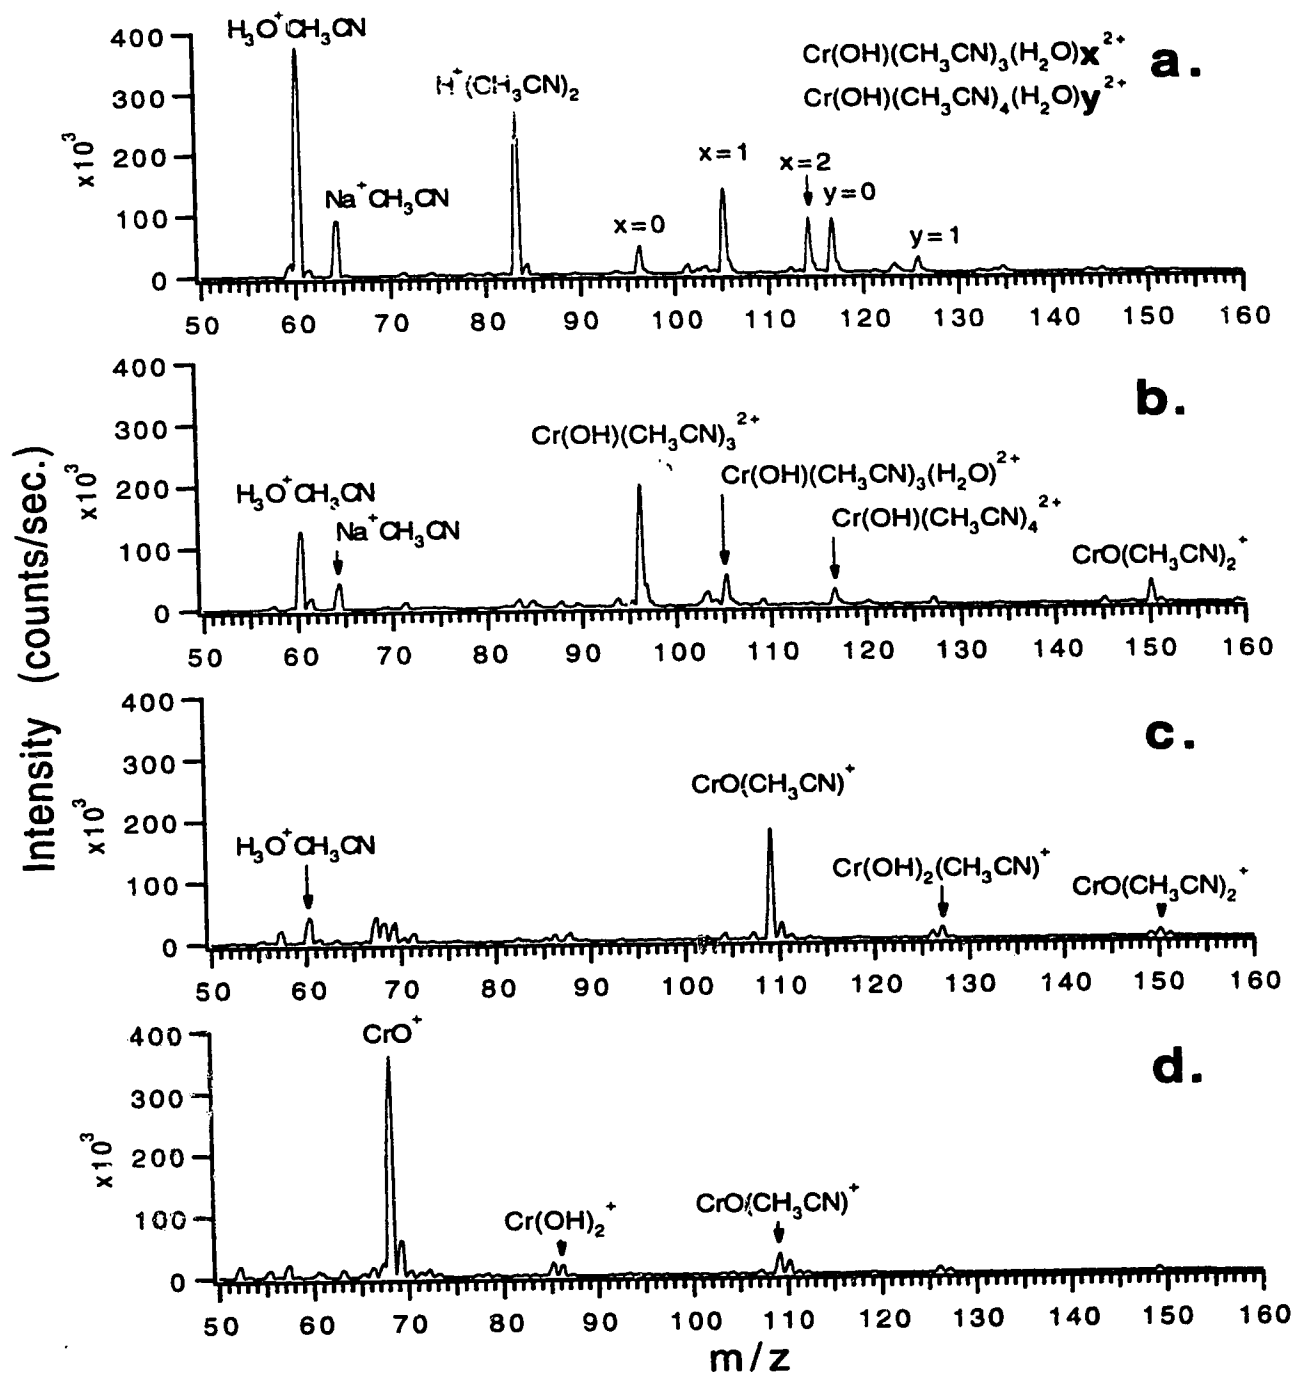 Intensity (counts/sec.)
H₃O⁺CH₃CN
Cr(OH)(CH₃CN)₃(H₂O)x²⁺
a.
H⁺(CH₃CN)₂
Cr(OH)(CH₃CN)₄(H₂O)y²⁺
Na⁺CH₃CN
x=0
x=1
x=2
y=0
y=1
x10³
400
300
200
100
0
50 60 70 80 90 100 110 120 130 140 150 160
b.
Cr(OH)(CH₃CN)₃²⁺
Cr(OH)(CH₃CN)₃(H₂O)²⁺
H₃O⁺CH₃CN
Cr(OH)(CH₃CN)₄²⁺
Na⁺CH₃CN
CrO(CH₃CN)₂⁺
x10³
400
300
200
100
0
50 60 70 80 90 100 110 120 130 140 150 160
c.
CrO(CH₃CN)⁺
H₃O⁺CH₃CN
Cr(OH)₂(CH₃CN)⁺
CrO(CH₃CN)₂⁺
x10³
400
300
200
100
0
50 60 70 80 90 100 110 120 130 140 150 160
CrO⁺
d.
Cr(OH)₂⁺
CrO(CH₃CN)⁺
x10³
400
300
200
100
0
50 60 70 80 90 100 110 120 130 140 150 160
m/z